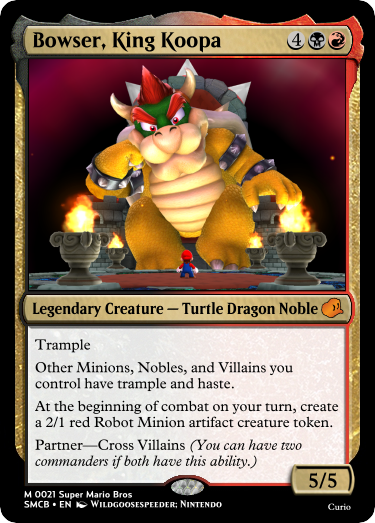 Bowser, King Koopa 4
Legendary Creature — Turtle Dragon Noble
Trample
Other Minions, Nobles, and Villains you
control have trample and haste.
At the beginning of combat on your turn, create
a 2/1 red Robot Minion artifact creature token.
Partner—Cross Villains (You can have two
commanders if both have this ability.)
5/5
M 0021 Super Mario Bros
SMCB • EN Wildgoosespeeder; Nintendo
Curio